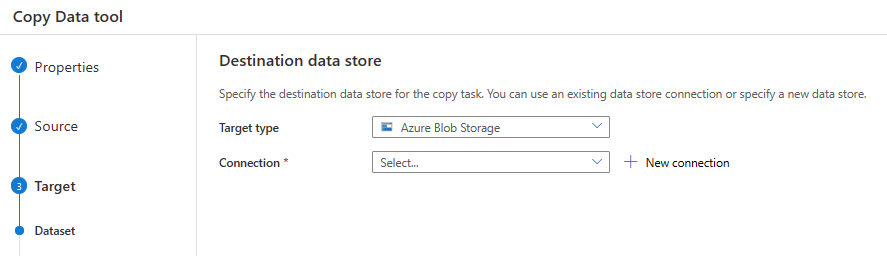 Copy Data tool
Properties
Source
3 Target
Dataset
Destination data store
Specify the destination data store for the copy task. You can use an existing data store connection or specify a new data store.
Target type Azure Blob Storage
Connection * Select... New connection